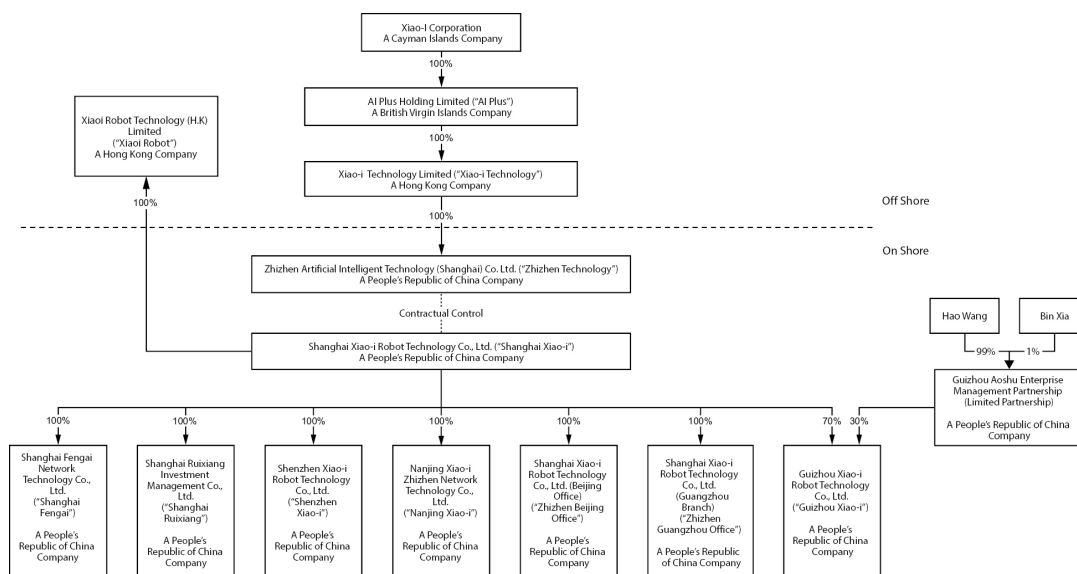 Xiao-I Corporation
A Cayman Islands Company
100%
AI Plus Holding Limited (“AI Plus”)
A British Virgin Islands Company
100%
Xiao-i Technology Limited (“Xiao-i Technology”)
A Hong Kong Company
100%
Xiaoi Robot Technology (H.K)
Limited
(“Xiaoi Robot”)
A Hong Kong Company
100%
Off Shore
On Shore
Zhizhen Artificial Intelligent Technology (Shanghai) Co. Ltd. (“Zhizhen Technology”)
A People's Republic of China Company
Contractual Control
Shanghai Xiao-i Robot Technology Co., Ltd. (“Shanghai Xiao-i”)
A People's Republic of China Company
Hao Wang
Bin Xia
99%
1%
Guizhou Aoshu Enterprise
Management Partnership
(Limited Partnership)
A People's Republic of China
Company
100%
100%
100%
100%
100%
100%
70%
30%
Shanghai Fengai
Network
Technology Co.,
Ltd.
(“Shanghai
Fengai”)
A People's
Republic of China
Company
Shanghai Ruixiang
Investment
Management Co.,
Ltd.
(“Shanghai
Ruixiang”)
A People's
Republic of China
Company
Shenzhen Xiao-i
Robot Technology
Co., Ltd.
(“Shenzhen
Xiao-i”)
A People's
Republic of China
Company
Nanjing Xiao-i
Zhizhen Network
Technology Co.,
Ltd.
(“Nanjing Xiao-i”)
A People's
Republic of China
Company
Shanghai Xiao-i
Robot Technology
Co., Ltd. (Beijing
Office)
(“Zhizhen Beijing
Office”)
A People's
Republic of China
Company
Shanghai Xiao-i
Robot Technology
Co., Ltd.
(Guangzhou
Branch)
(“Zhizhen
Guangzhou Office”)
A People's Republic
of China Company
Guizhou Xiao-i
Robot Technology
Co., Ltd.
(“Guizhou Xiao-i”)
A People's
Republic of China
Company